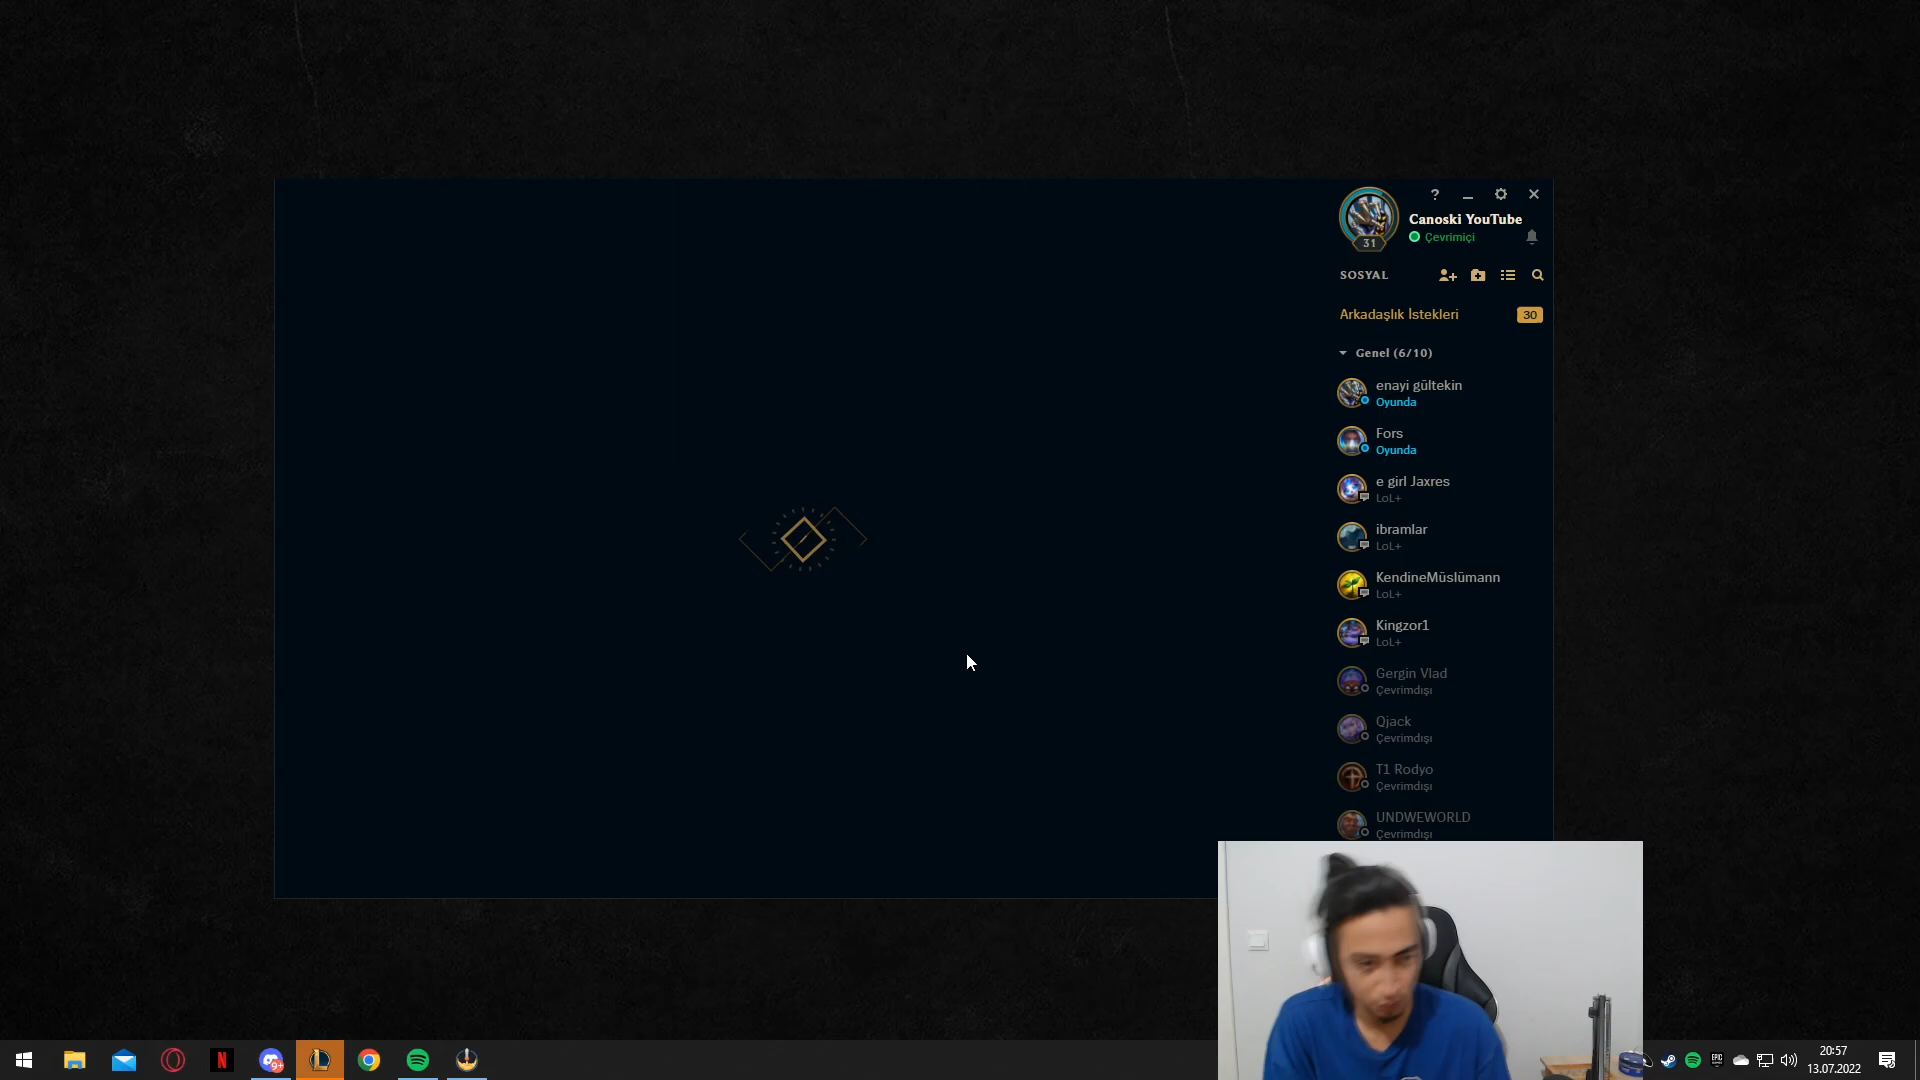 Canoski YouTube
31
Çevrimiçi
SOSYAL
Arkadaşlık İstekleri 30
Genel (6/10)
enayi gültekin
Oyunda
Fors
Oyunda
e girl Jaxres
LoL+
ibramlar
LoL+
KendineMüslümann
LoL+
Kingzor1
LoL+
Gergin Vlad
Çevrimdışı
Qjack
Çevrimdışı
T1 Rodyo
Çevrimdışı
UNDWEWORLD
Çevrimdışı
N
9+
EPIC
20:57
13.07.2022